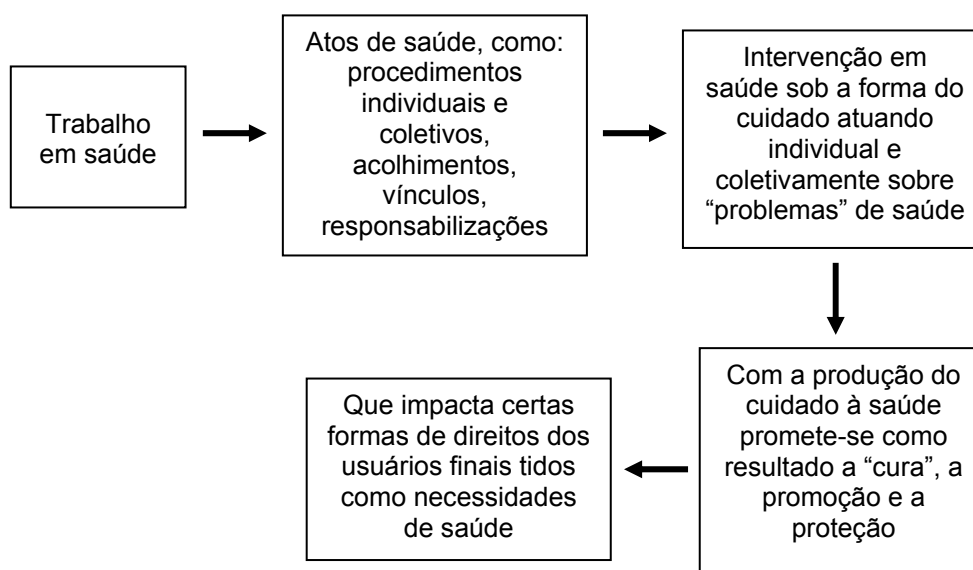 Trabalho
em saúde
Atos de saúde, como:
procedimentos
individuais e
coletivos,
acolhimentos,
vínculos,
responsabilizações
Intervenção em
saúde sob a forma do
cuidado atuando
individual e
coletivamente sobre
“problemas” de saúde
Com a produção do
cuidado à saúde
promete-se como
resultado a “cura”, a
promoção e a
proteção
Que impacta certas
formas de direitos dos
usuários finais tidos
como necessidades
de saúde